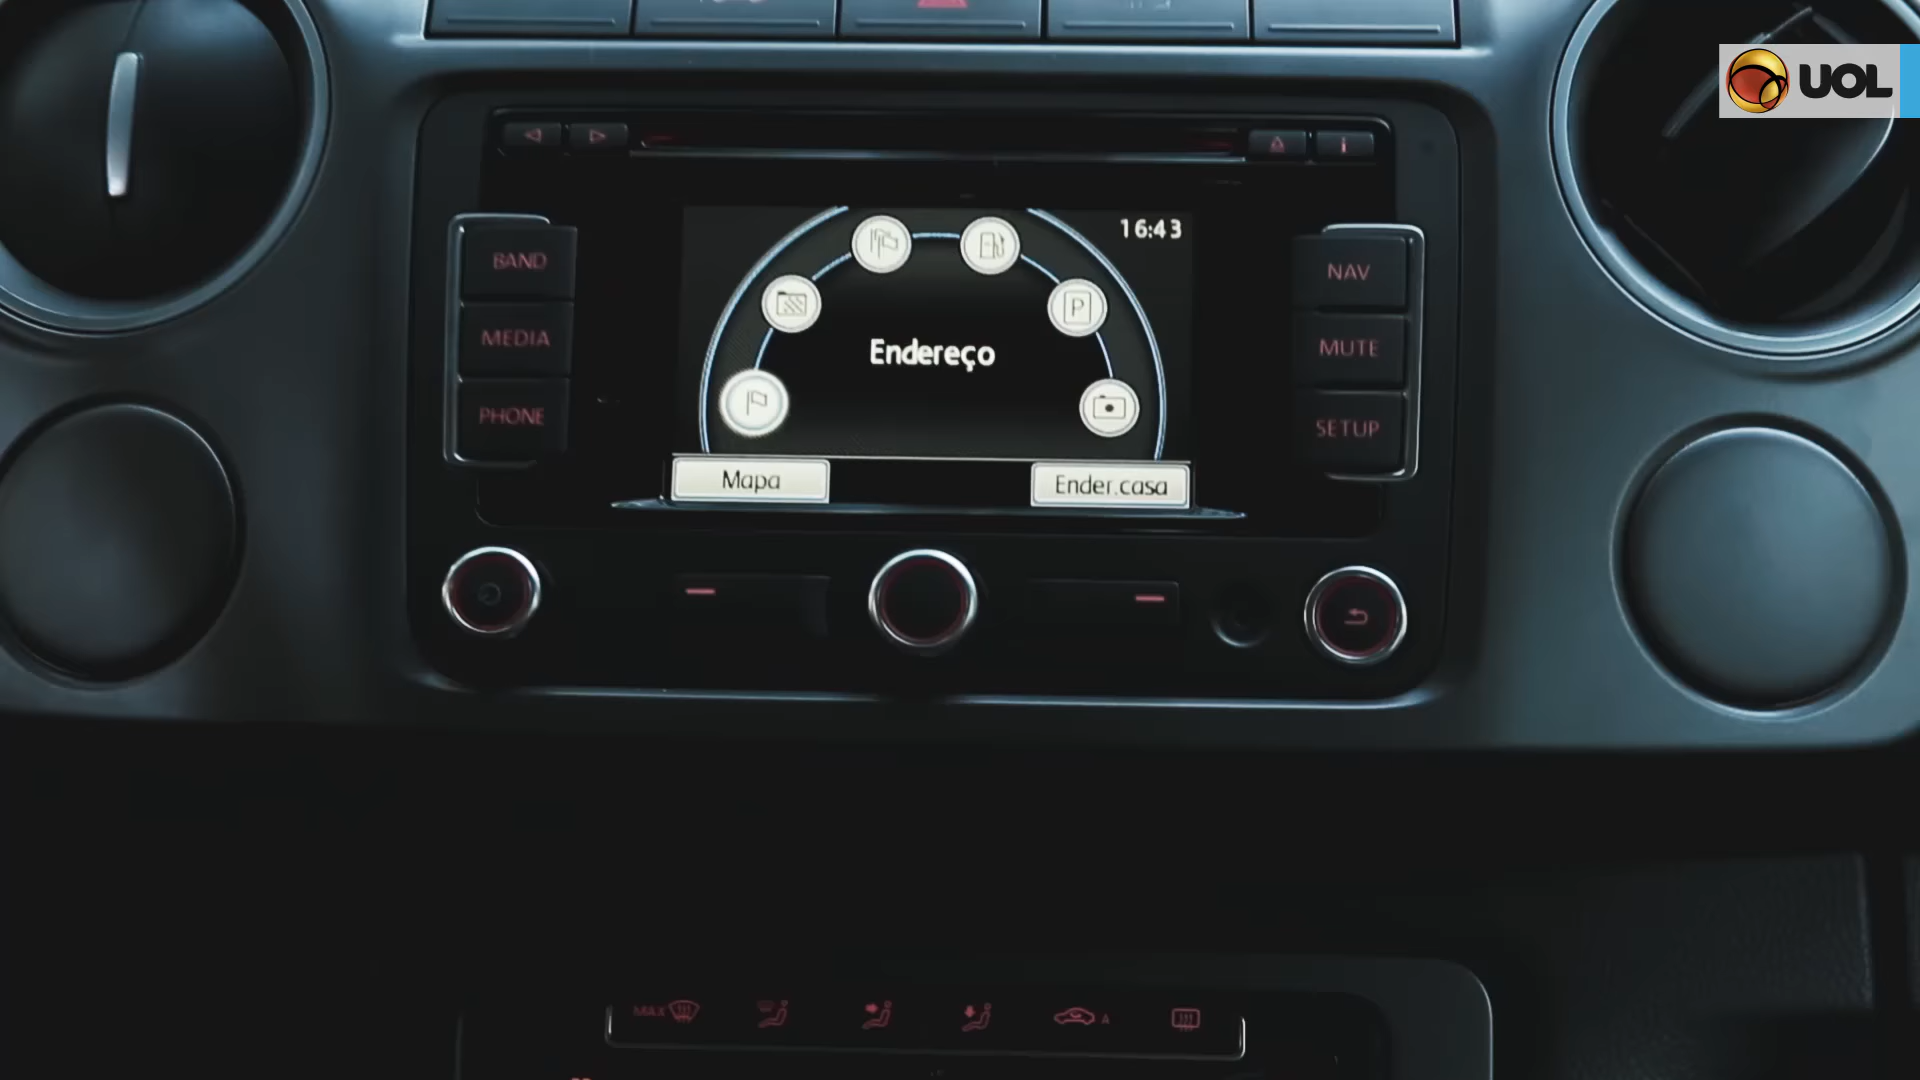 UOL
16:43
BAND
NAV
P
MEDIA
MUTE
Endereço
PHONE
SETUP
Mapa
Ender.casa
MAX
A